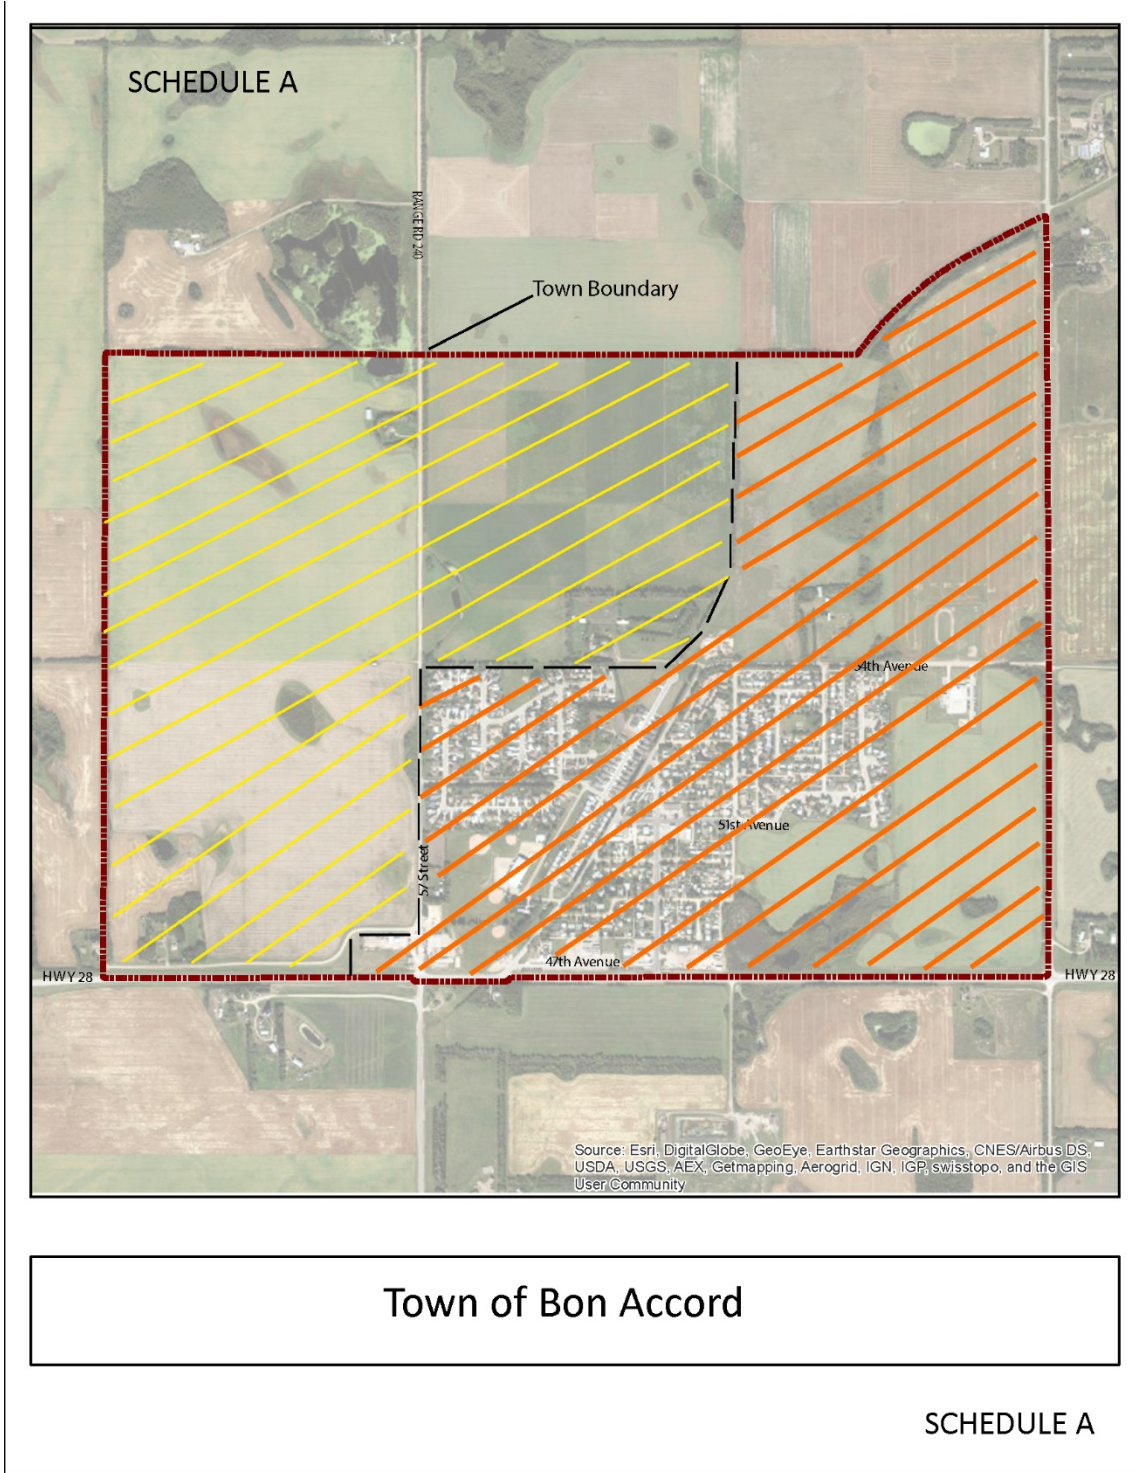 SCHEDULE A
RANGE RD 240
Town Boundary
54th Avenue
51st Avenue
57 Street
47th Avenue
HWY 28
HWY 28
Source: Esri, DigitalGlobe, GeoEye, Earthstar Geographics, CNES/Airbus DS,
USDA, USGS, AEX, Getmapping, Aerogrid, IGN, IGP, swisstopo, and the GIS
User Community
Town of Bon Accord
SCHEDULE A